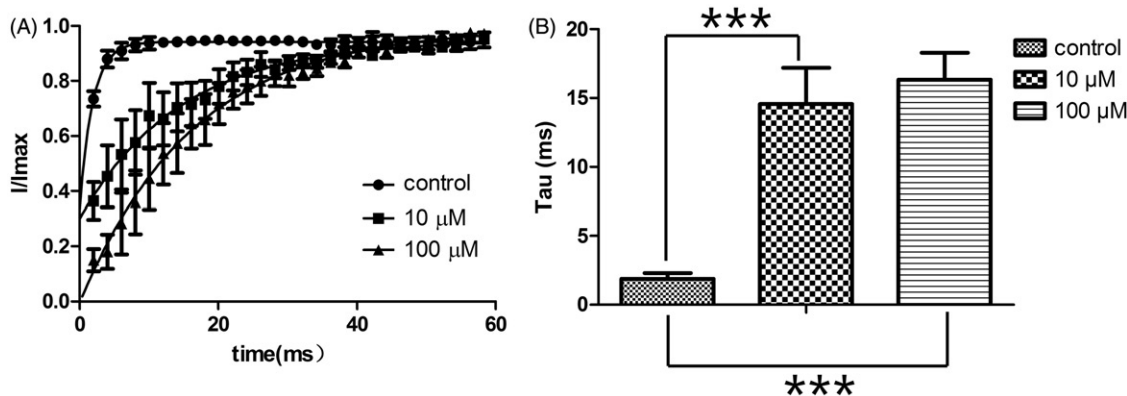 (A)
1.0
0.8
0.6
0.4
0.2
0.0
I/Imax
0
20
40
60
time(ms)
control
10 μM
100 μM
(B)
20
15
10
5
0
Tau (ms)
***
***
control
10 μM
100 μM